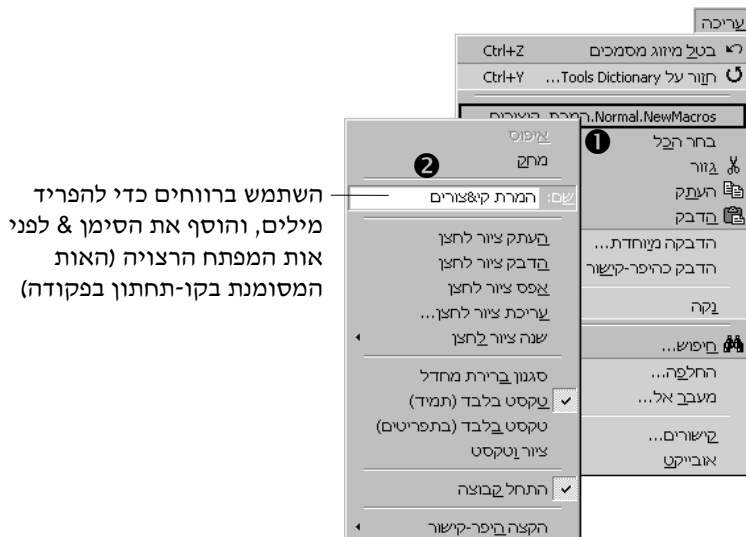 עריכה
בטל מיזוג מסמכים Ctrl+Z
חזור על Tools Dictionary... Ctrl+Y
Normal.NewMacros.המרת קיצורים
בחר הכל
גזור
העתק
הדבק
הדבקה מיוחדת...
הדבק כהיפר-קישור
נקה
חיפוש...
החלפה...
מעבר אל...
קישורים...
אובייקט
❶
❷
איפוס
מחק
שם: המרת קי&צורים
העתק ציור לחצן
הדבק ציור לחצן
אפס ציור לחצן
עריכת ציור לחצן...
שנה ציור לחצן
סגנון ברירת מחדל
טקסט בלבד (תמיד)
טקסט בלבד (בתפריטים)
ציור וטקסט
התחל קבוצה
הקצה היפר-קישור
השתמש ברווחים כדי להפריד
מילים, והוסף את הסימן & לפני
אות המפתח הרצויה (האות
המסומנת בקו-תחתון בפקודה)